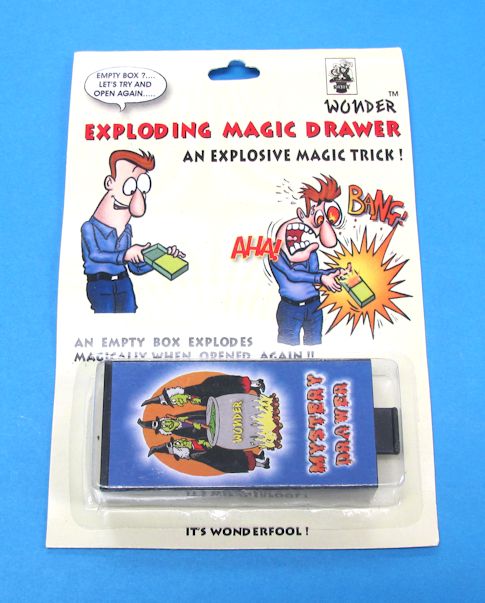 EMPTY BOX ?....
LET'S TRY AND
OPEN AGAIN.....
WONDER TM
EXPLODING MAGIC DRAWER
AN EXPLOSIVE MAGIC TRICK !
BANG!
AHA!
AN EMPTY BOX EXPLODES
MAGICALLY WHEN OPENED AGAIN !!
WONDER
MYSTERY
DRAWER
IT'S WONDERFOOL !